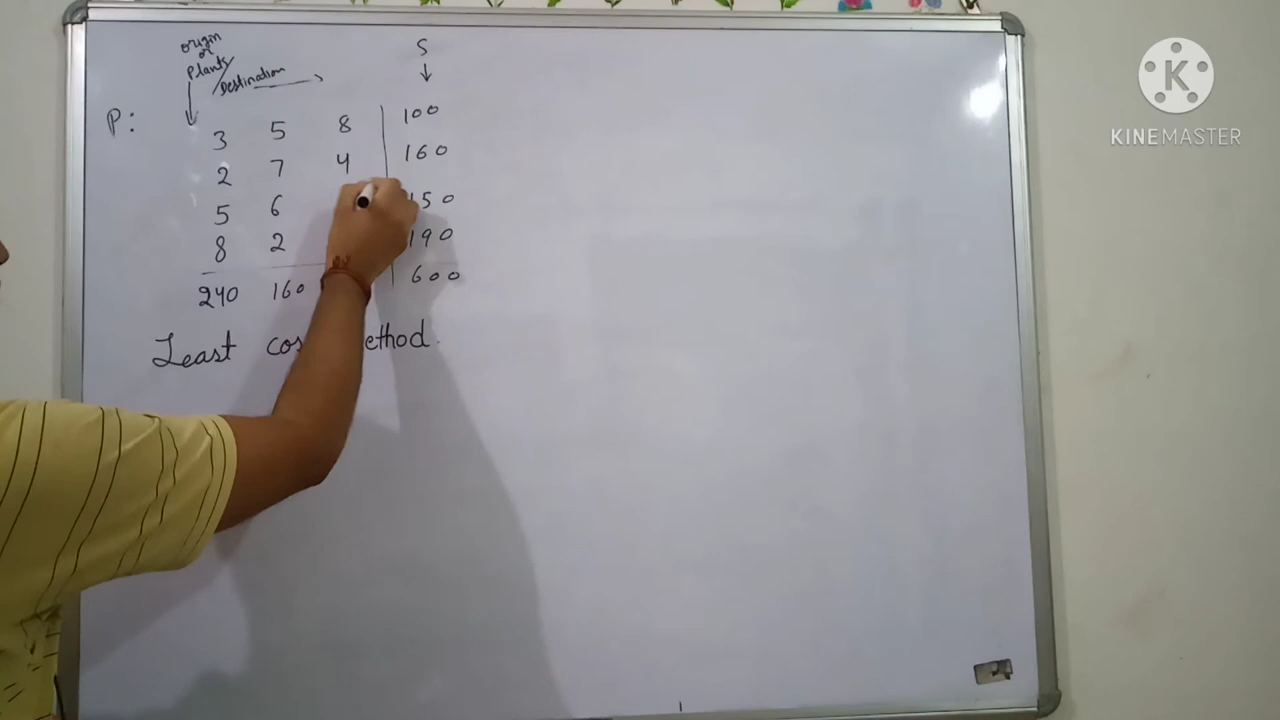 origin
or
Plants/
Destination
S
P:
3 5 8 100
2 7 4 160
5 6 150
8 2 190
240 160 600
Least ethod.
K
KINEMASTER